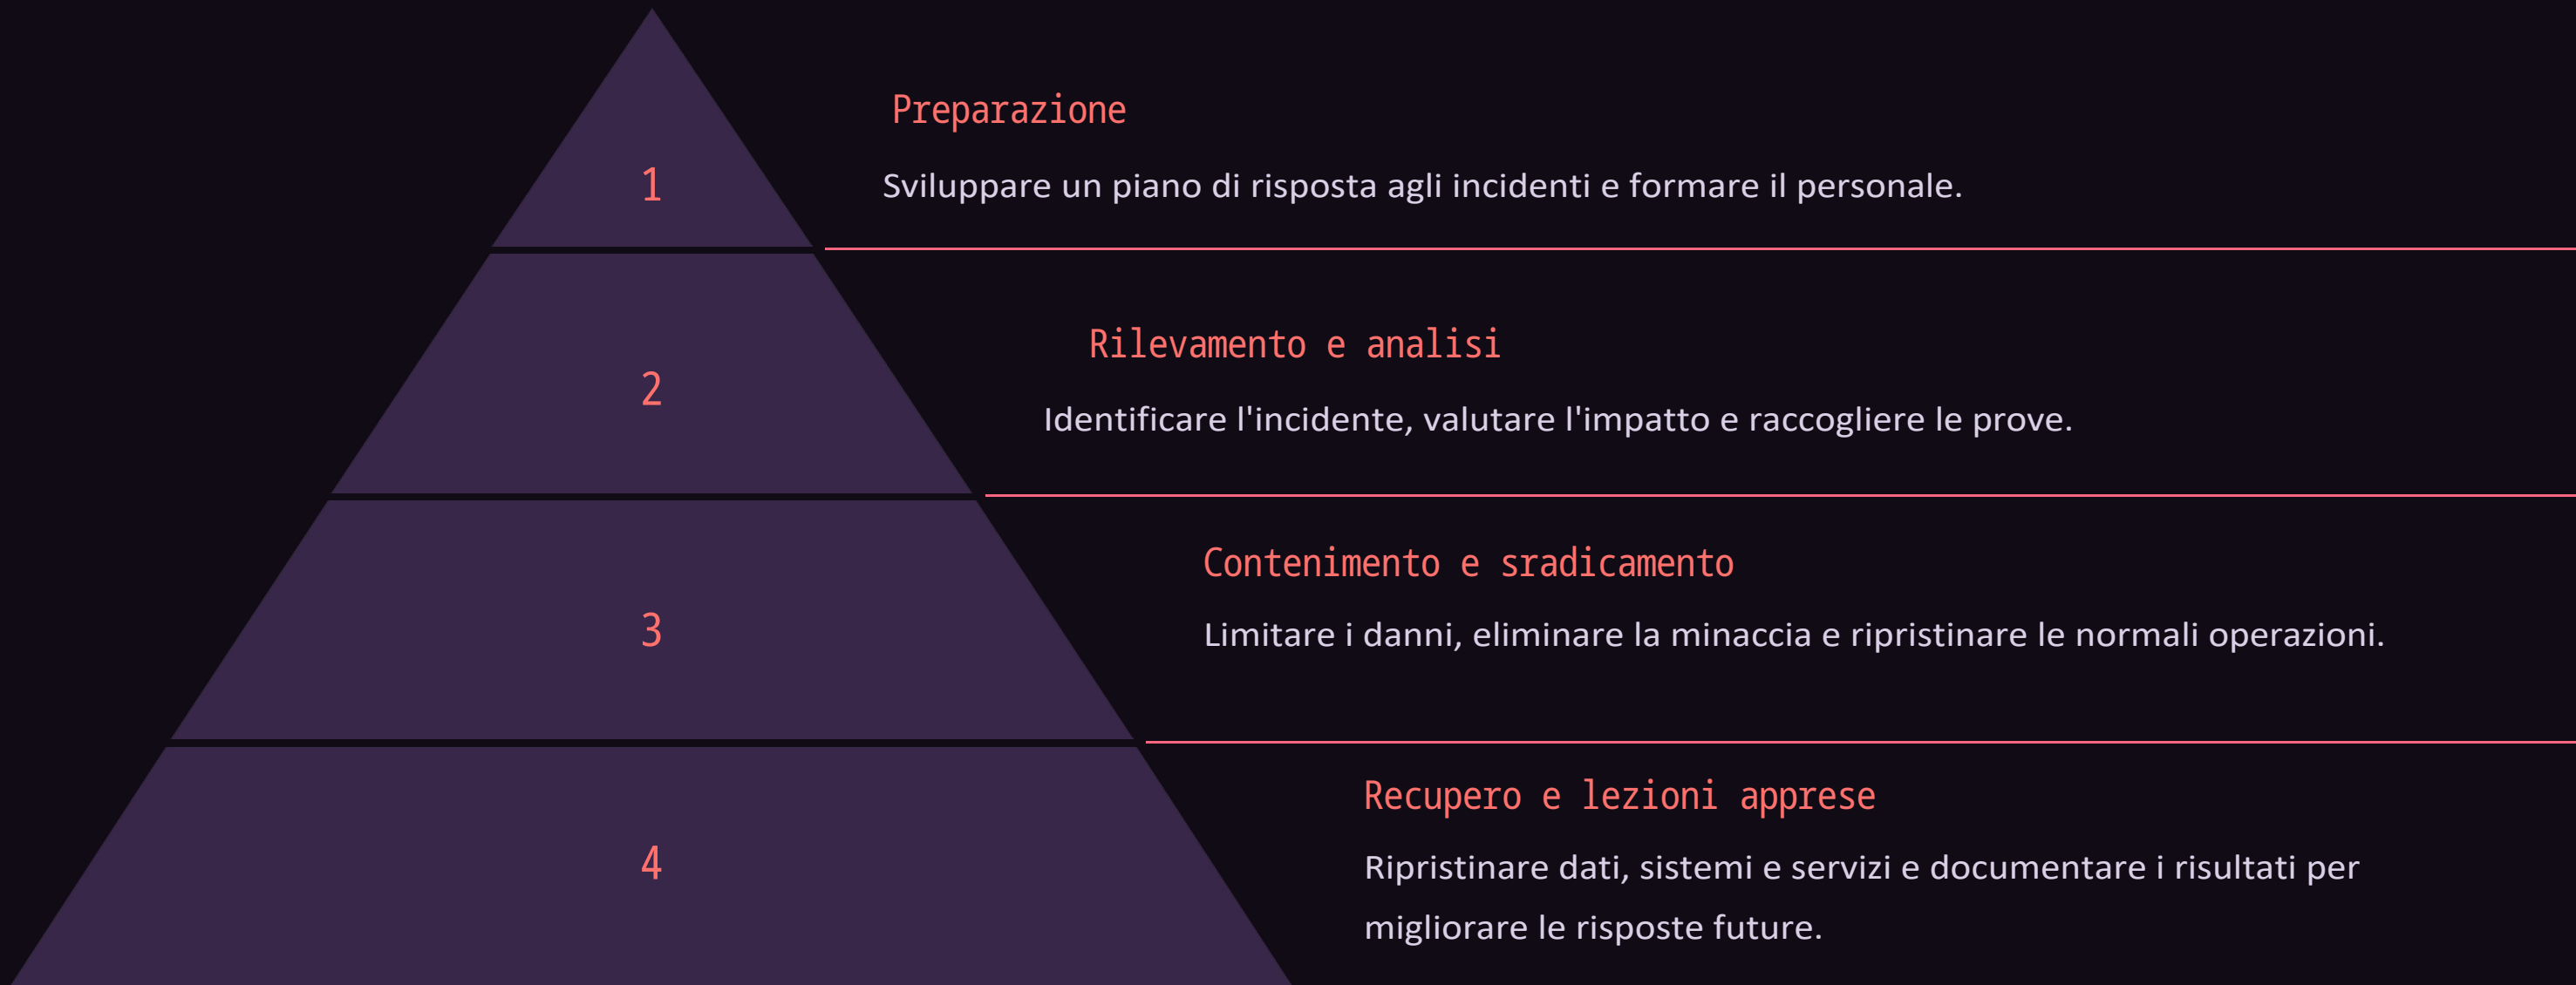 Preparazione
1
Sviluppare un piano di risposta agli incidenti e formare il personale.
Rilevamento e analisi
2
Identificare l'incidente, valutare l'impatto e raccogliere le prove.
Contenimento e sradicamento
3
Limitare i danni, eliminare la minaccia e ripristinare le normali operazioni.
Recupero e lezioni apprese
4
Ripristinare dati, sistemi e servizi e documentare i risultati per
migliorare le risposte future.